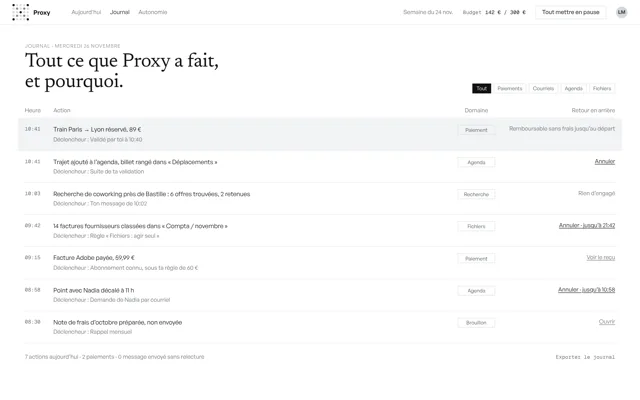 Proxy
Aujourd'hui Journal Autonomie
Semaine du 24 nov. Budget 142 € / 300 € Tout mettre en pause LM
JOURNAL · MERCREDI 26 NOVEMBRE
Tout ce que Proxy a fait,
et pourquoi.
Tout Paiements Courriels Agenda Fichiers
Heure Action Domaine Retour en arrière
10:41 Train Paris → Lyon réservé, 89 € Paiement Remboursable sans frais jusqu'au départ
Déclencheur : Validé par toi à 10:40
10:41 Trajet ajouté à l'agenda, billet rangé dans « Déplacements » Agenda Annuler
Déclencheur : Suite de ta validation
10:03 Recherche de coworking près de Bastille : 6 offres trouvées, 2 retenues Recherche Rien d'engagé
Déclencheur : Ton message de 10:02
09:42 14 factures fournisseurs classées dans « Compta / novembre » Fichiers Annuler · jusqu'à 21:42
Déclencheur : Règle « Fichiers : agir seul »
09:15 Facture Adobe payée, 59,99 € Paiement Voir le reçu
Déclencheur : Abonnement connu, sous ta règle de 60 €
08:58 Point avec Nadia décalé à 11 h Agenda Annuler · jusqu'à 10:58
Déclencheur : Demande de Nadia par courriel
08:30 Note de frais d'octobre préparée, non envoyée Brouillon Ouvrir
Déclencheur : Rappel mensuel
7 actions aujourd'hui · 2 paiements · 0 message envoyé sans relecture Exporter le journal